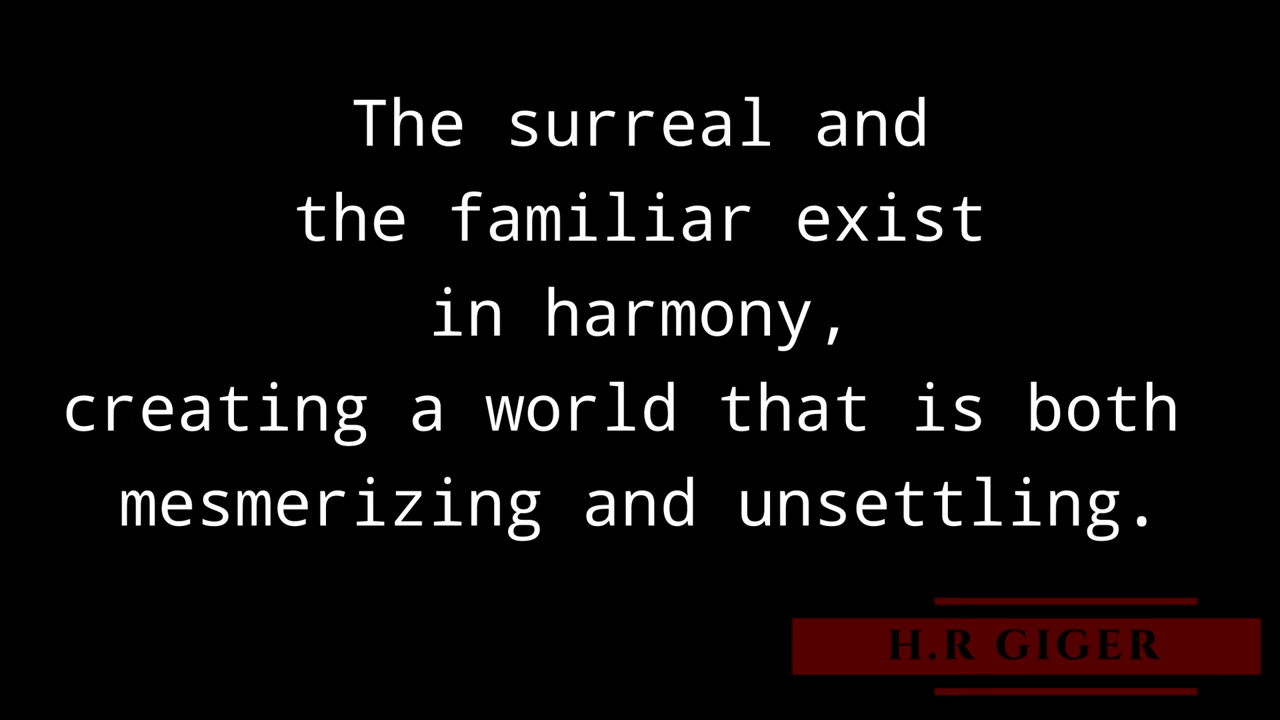 The surreal and
the familiar exist
in harmony,
creating a world that is both
mesmerizing and unsettling.
H.R GIGER